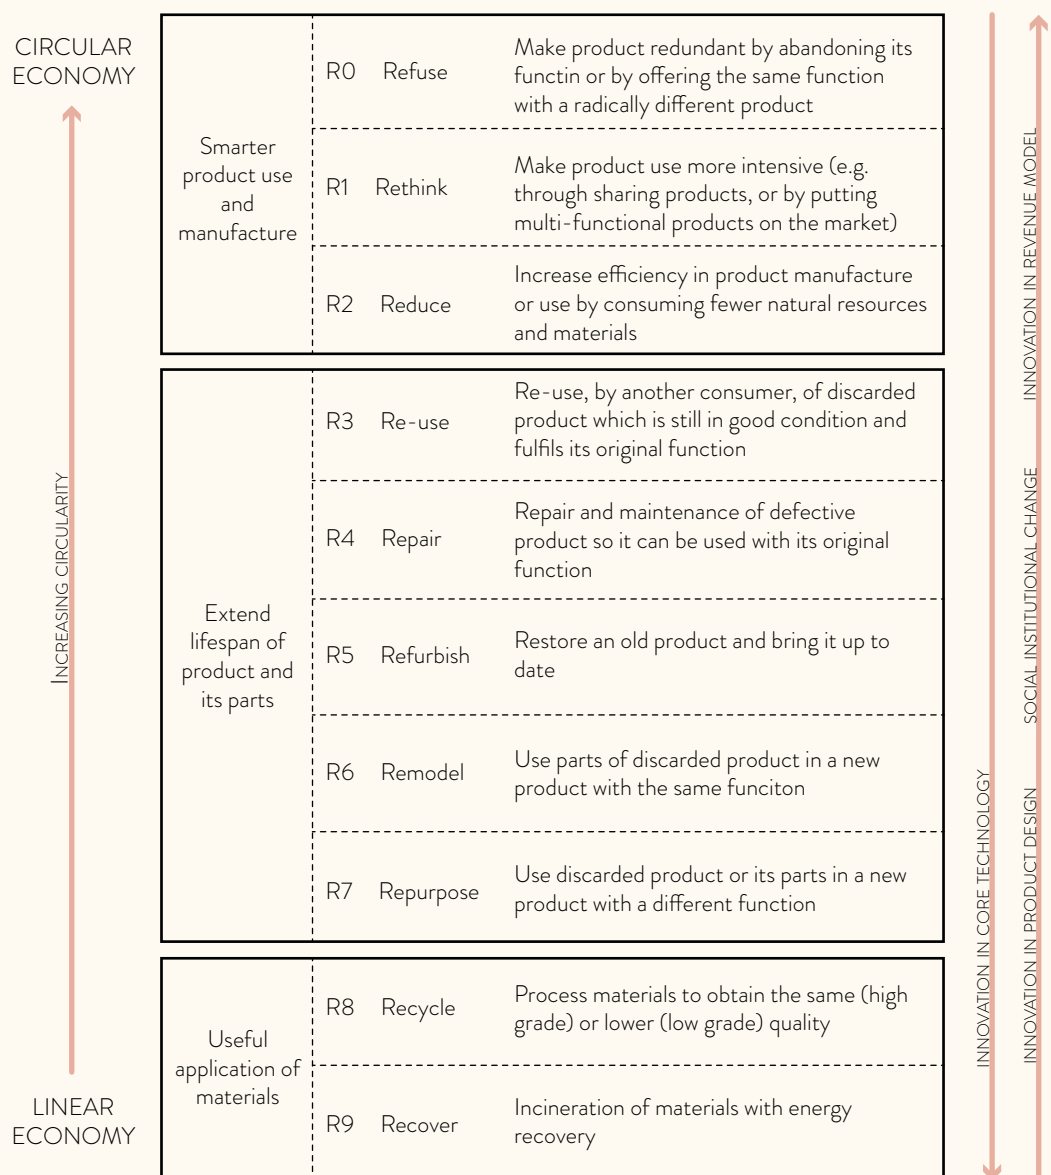 CIRCULAR
ECONOMY
INCREASING CIRCULARITY
LINEAR
ECONOMY
Smarter
product use
and
manufacture
R0 Refuse
Make product redundant by abandoning its
functin or by offering the same function
with a radically different product
R1 Rethink
Make product use more intensive (e.g.
through sharing products, or by putting
multi-functional products on the market)
R2 Reduce
Increase efficiency in product manufacture
or use by consuming fewer natural resources
and materials
Extend
lifespan of
product and
its parts
R3 Re-use
Re-use, by another consumer, of discarded
product which is still in good condition and
fulfils its original function
R4 Repair
Repair and maintenance of defective
product so it can be used with its original
function
R5 Refurbish
Restore an old product and bring it up to
date
R6 Remodel
Use parts of discarded product in a new
product with the same funciton
R7 Repurpose
Use discarded product or its parts in a new
product with a different function
Useful
application of
materials
R8 Recycle
Process materials to obtain the same (high
grade) or lower (low grade) quality
R9 Recover
Incineration of materials with energy
recovery
INNOVATION IN CORE TECHNOLOGY
INNOVATION IN REVENUE MODEL
SOCIAL INSTITUTIONAL CHANGE
INNOVATION IN PRODUCT DESIGN